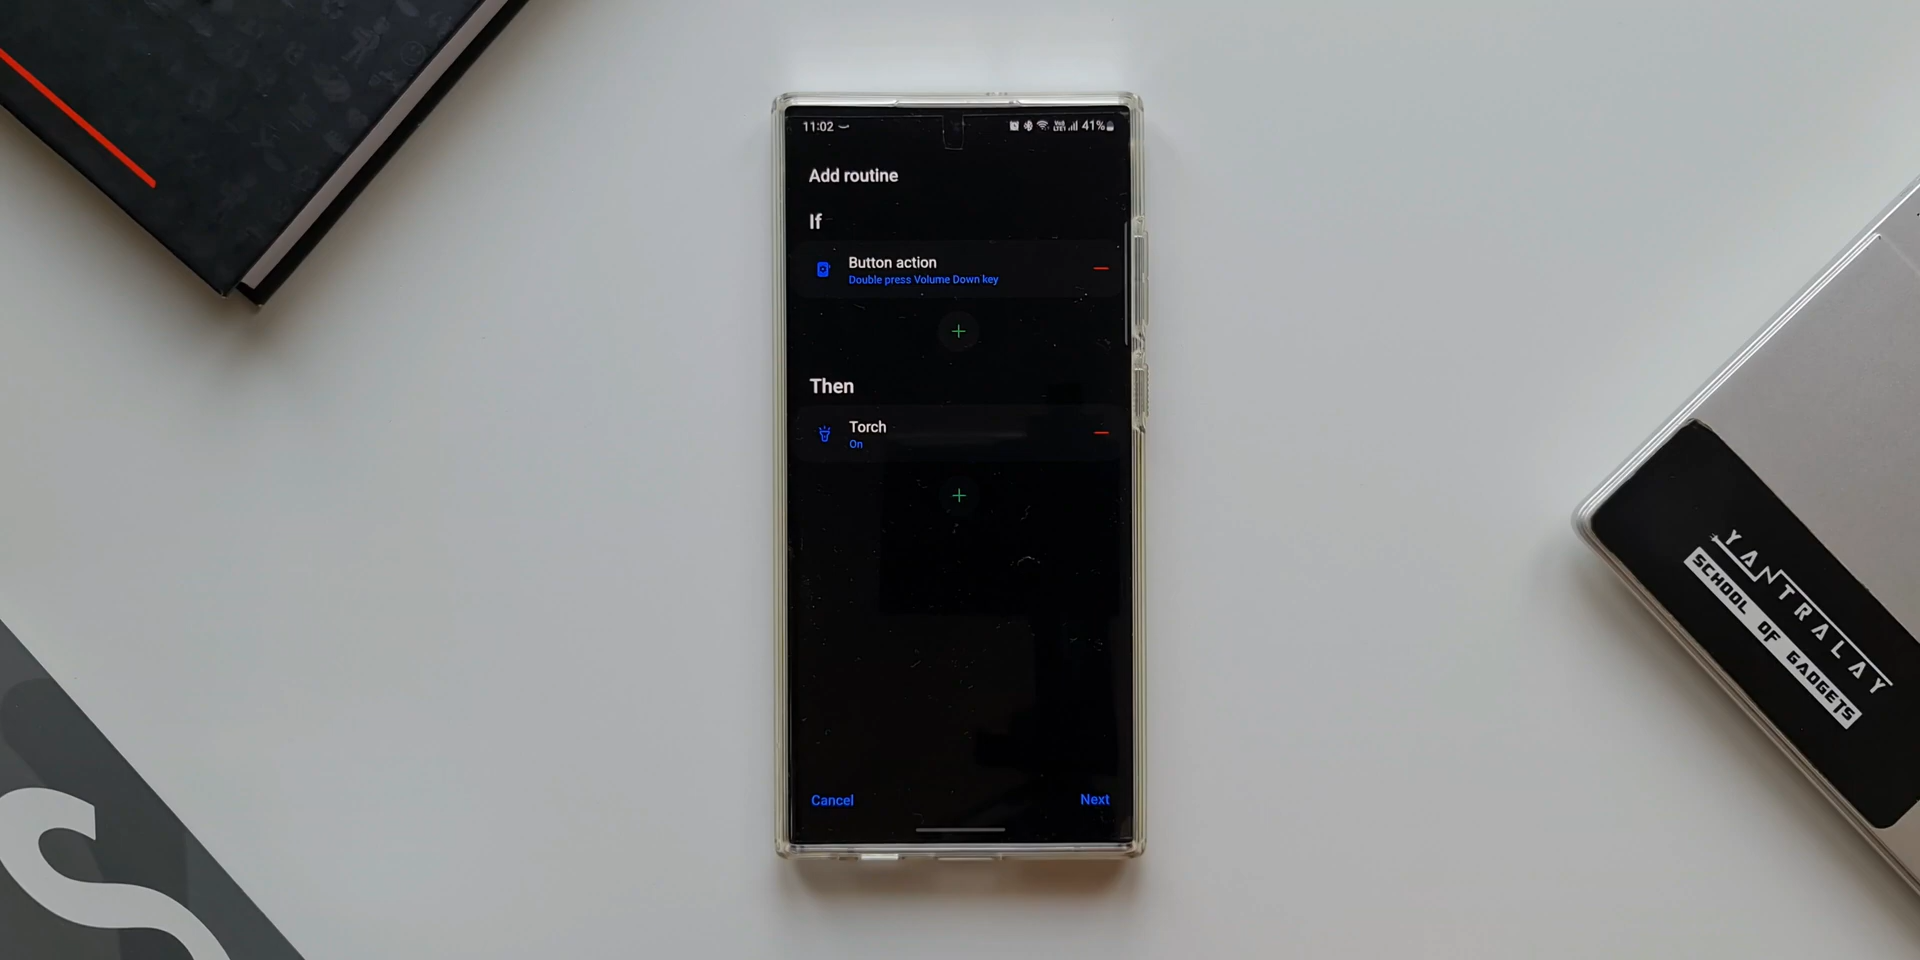 11:02
41%
Add routine
If
Button action
Double press Volume Down key
Then
Torch
On
Cancel
Next
YANTRALAY
SCHOOL OF GADGETS
S